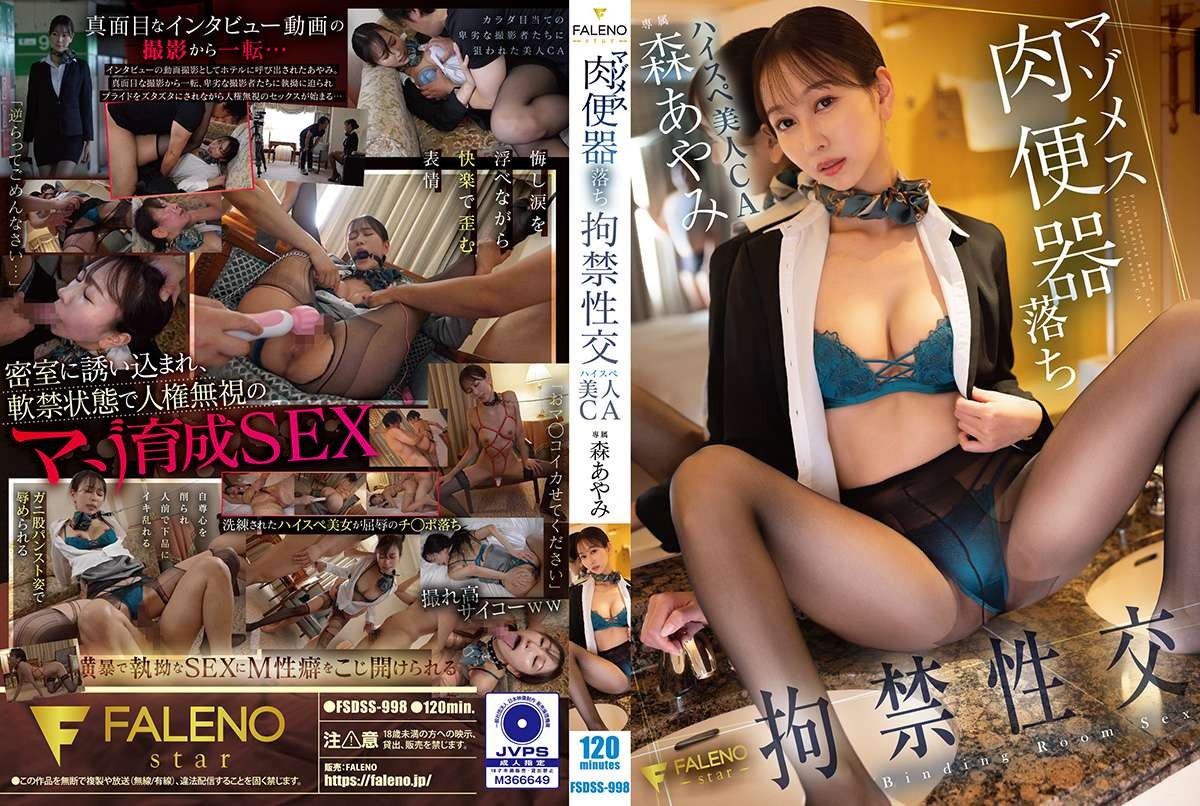 真面目なインタビュー動画の
撮影から一転…
インタビューの動画撮影としてホテルに呼び出されたあやみ。
真面目な撮影から一転、卑劣な撮影者たちに執拗に迫られ
プライドをズタズタにされながら人権無視のセックスが始まる…
カラダ目当ての
卑劣な撮影者たちに
狙われた美人CA
「逆らってごめんなさい…」
悔し涙を
浮べながら
快楽で歪む
表情
密室に誘い込まれ、
軟禁状態で人権無視の
マゾ育成SEX
「おマ〇コイカせてください」
自尊心を
削られ
人前で下品に
イキ乱れる
ガニ股パンスト姿で
辱められる
洗練されたハイスペ美女が屈辱のチ〇ポ落ち
撮れ高
サイコーww
横暴で執拗なSEXにM性癖をこじ開けられる
FALENO
star
●FSDSS-998 ●120min.
注意
18歳未満の方への映示、
貸出、販売を禁じます。
販売：FALENO
https://faleno.jp/
JVPS
成人指定
18才未満販売・貸出禁止
M366649
●この作品を無断で複製や放送（無線/有線）、違法配信することを固く禁じます。
FALENO
star
マゾメス
肉便器落ち
拘禁性交
ハイスペ
美人
CA
専属
森あやみ
120
minutes
FSDSS-998
マゾメス
肉便器落ち
ハイスペ美人CA
専属
森あやみ
拘禁性交
Binding Room Sex
FALENO
star